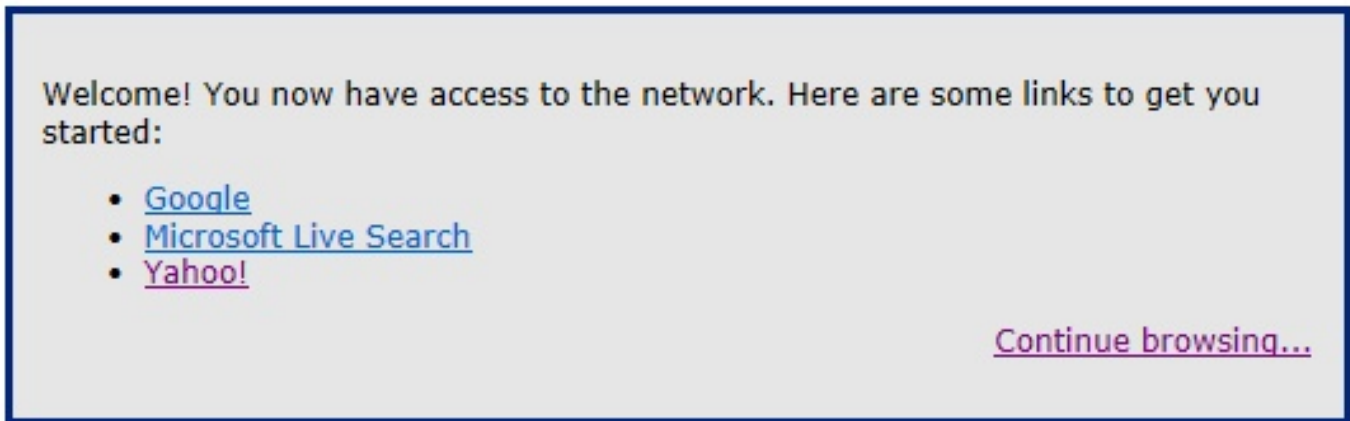 Welcome! You now have access to the network. Here are some links to get you
started:
• Google
• Microsoft Live Search
• Yahoo!
Continue browsing...